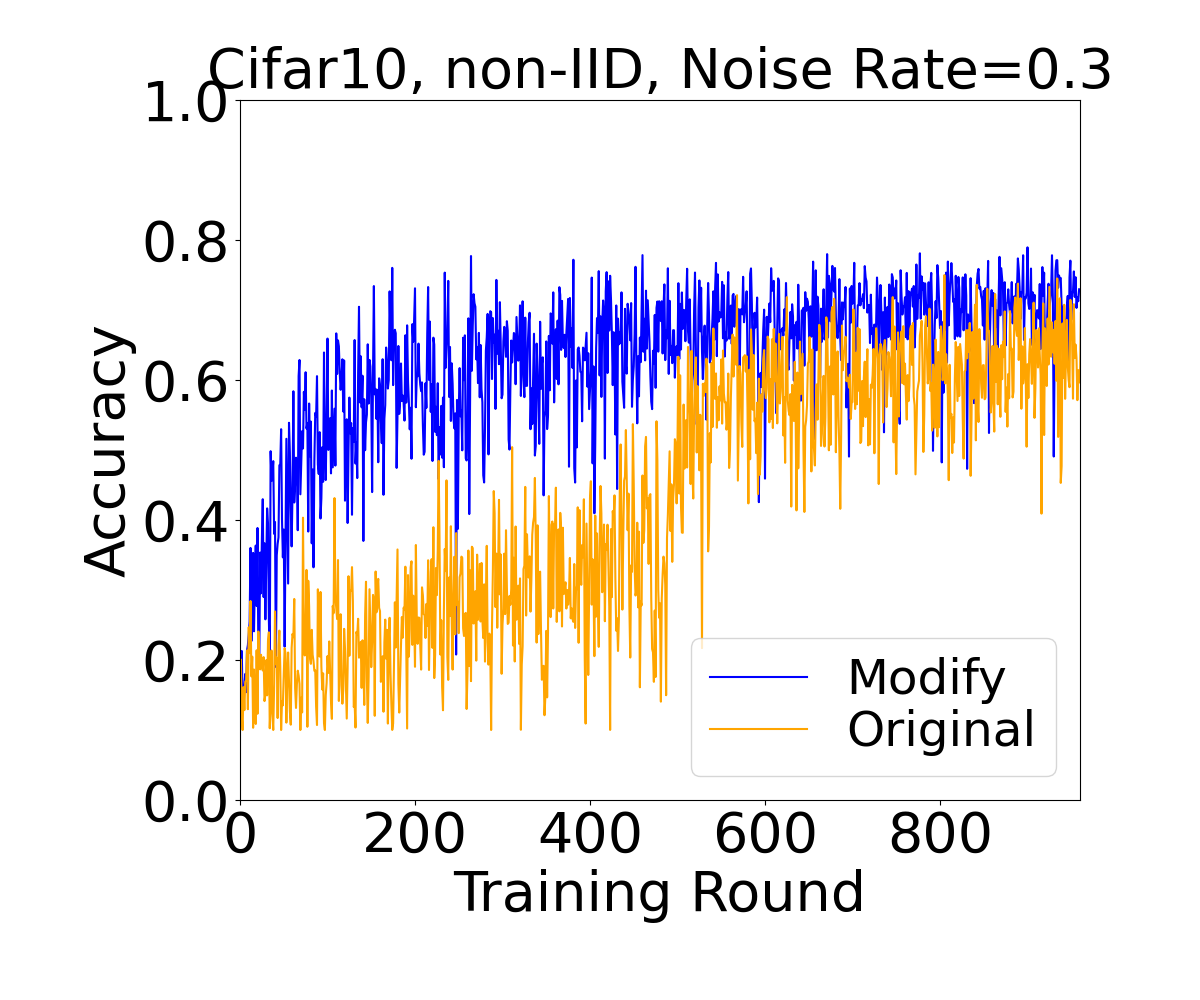 Cifar10, non-IID, Noise Rate=0.3
1.0
0.8
0.6
0.4
0.2
0.0
Accuracy
0 200 400 600 800
Training Round
Modify
Original